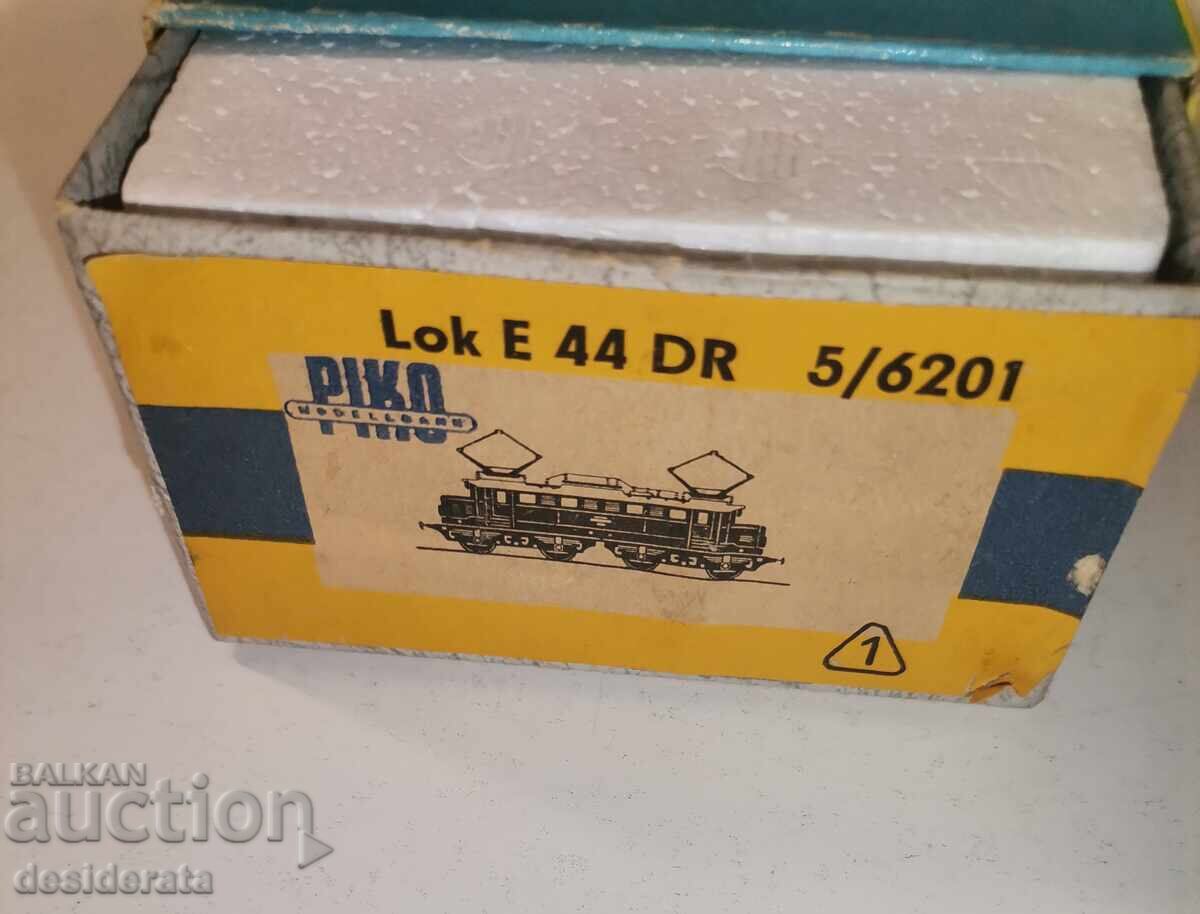 Lok E 44 DR 5/6201
PIKO
MODELLBAHN
1
BALKAN
auction
desiderata